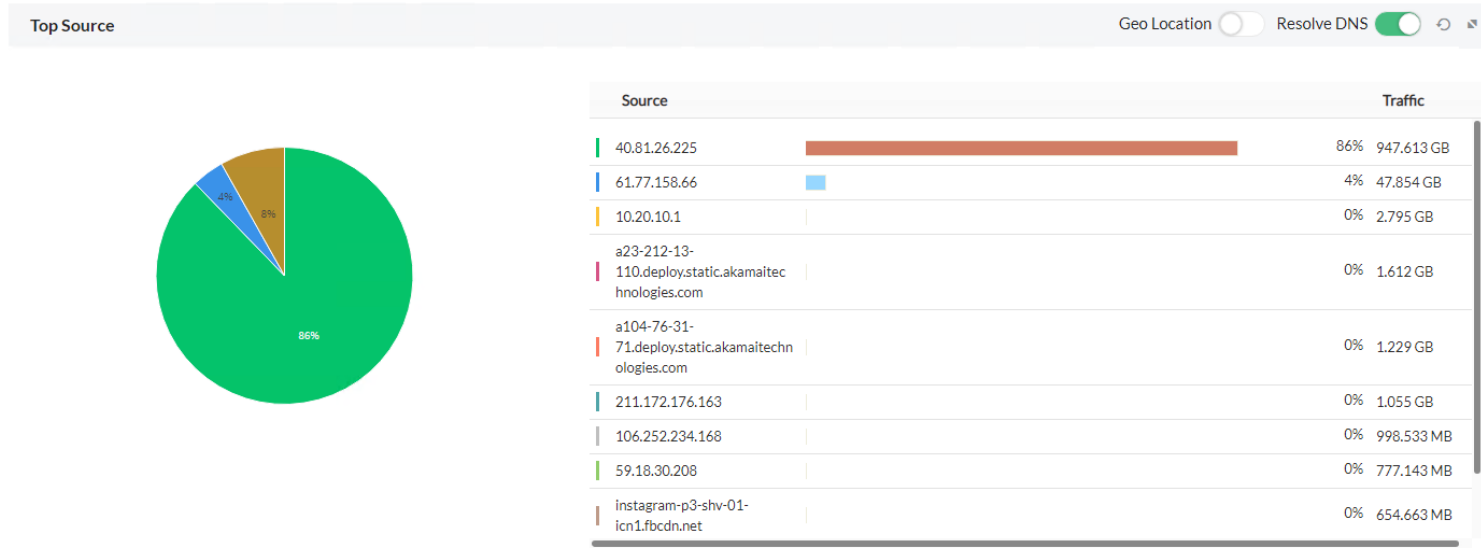 Top Source
Geo Location
Resolve DNS
Source
Traffic
40.81.26.225
86% 947.613 GB
61.77.158.66
4% 47.854 GB
10.20.10.1
0% 2.795 GB
a23-212-13-
110.deploy.static.akamaitec
hnologies.com
0% 1.612 GB
a104-76-31-
71.deploy.static.akamaitechn
ologies.com
0% 1.229 GB
211.172.176.163
0% 1.055 GB
106.252.234.168
0% 998.533 MB
59.18.30.208
0% 777.143 MB
instagram-p3-shv-01-
icn1.fbcdn.net
0% 654.663 MB
4%
8%
86%